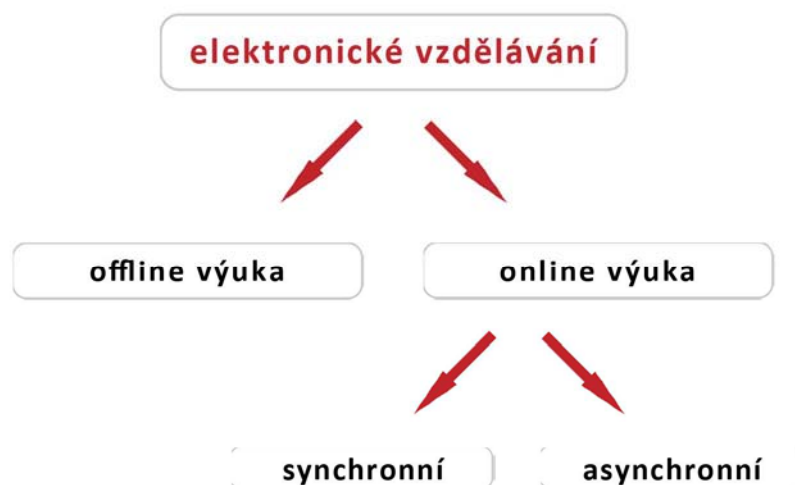 elektronické vzdělávání
offline výuka
online výuka
synchronní
asynchronní